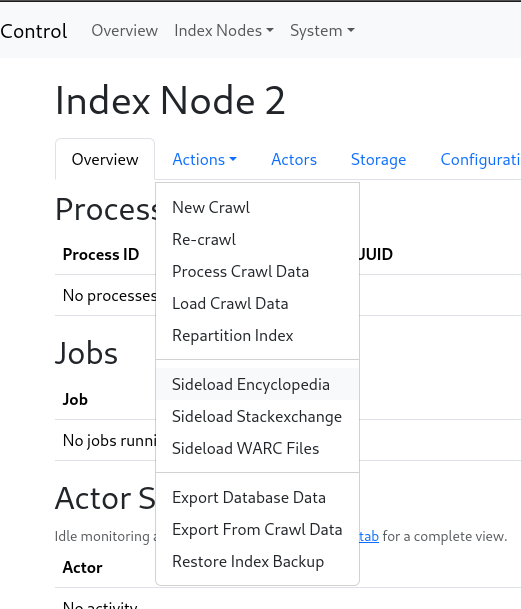 Control Overview Index Nodes System
Index Node 2
Overview Actions Actors Storage Configurati
Process
New Crawl
Re-crawl
Process ID UUID
Process Crawl Data
No processes
Load Crawl Data
Repartition Index
Jobs
Sideload Encyclopedia
Job
Sideload Stackexchange
No jobs runni
Sideload WARC Files
Actor S
Export Database Data
Idle monitoring a
Export From Crawl Data
tab for a complete view.
Actor
Restore Index Backup
No activity